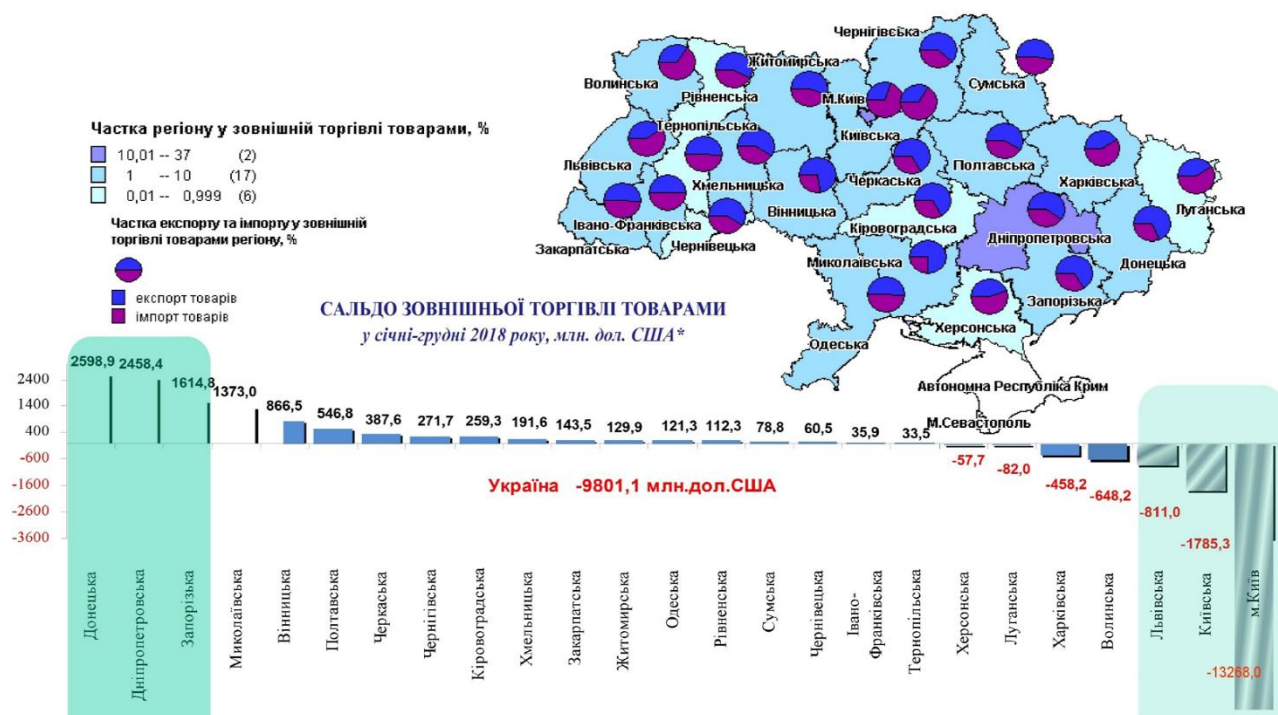 Чернігівська
Житомирська
Волинська
Рівненська
Сумська
М.Київ
Тернопільська
Київська
Львівська
Хмельницька
Черкаська
Полтавська
Харківська
Вінницька
Луганська
Івано-Франківська
Кіровоградська
Закарпатська
Чернівецька
Дніпропетровська
Миколаївська
Донецька
Запорізька
Херсонська
Одеська
Автономна Республіка Крим
М.Севастополь
Частка регіону у зовнішній торгівлі товарами, %
10,01 -- 37 (2)
1 -- 10 (17)
0,01 -- 0,999 (6)
Частка експорту та імпорту у зовнішній
торгівлі товарами регіону, %
експорт товарів
імпорт товарів
САЛЬДО ЗОВНІШНЬОЇ ТОРГІВЛІ ТОВАРАМИ
у січні-грудні 2018 року, млн. дол. США*
2400
1400
400
-600
-1600
-2600
-3600
2598,9
2458,4
1614,8
1373,0
866,5
546,8
387,6
271,7
259,3
191,6
143,5
129,9
121,3
112,3
78,8
60,5
35,9
33,5
-57,7
-82,0
-458,2
-648,2
-811,0
-1785,3
-13268,0
Україна -9801,1 млн.дол.США
Донецька
Дніпропетровська
Запорізька
Миколаївська
Вінницька
Полтавська
Черкаська
Чернігівська
Кіровоградська
Хмельницька
Закарпатська
Житомирська
Одеська
Рівненська
Сумська
Чернівецька
Івано-
Франківська
Тернопільська
Херсонська
Луганська
Харківська
Волинська
Львівська
Київська
м.Київ